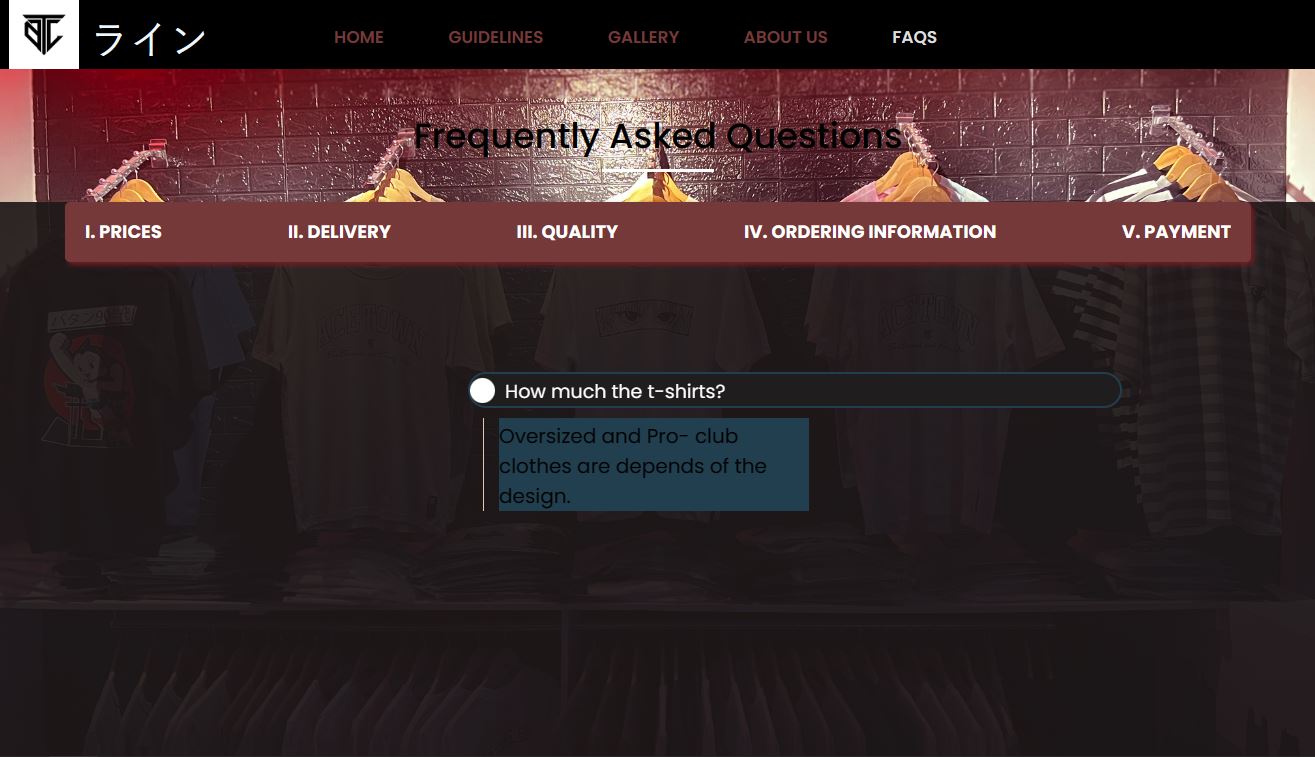 ライン
HOME GUIDELINES GALLERY ABOUT US FAQS
Frequently Asked Questions
I. PRICES II. DELIVERY III. QUALITY IV. ORDERING INFORMATION V. PAYMENT
How much the t-shirts?
Oversized and Pro- club
clothes are depends of the
design.